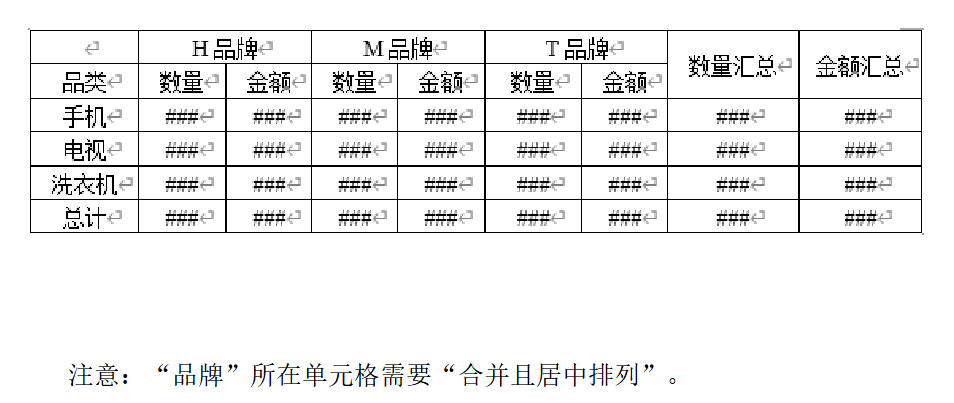 H 品牌 M 品牌 T 品牌 数量汇总 金额汇总
品类 数量 金额 数量 金额 数量 金额
手机 ### ### ### ### ### ### ### ###
电视 ### ### ### ### ### ### ### ###
洗衣机 ### ### ### ### ### ### ### ###
总计 ### ### ### ### ### ### ### ###
注意：“品牌”所在单元格需要“合并且居中排列”。